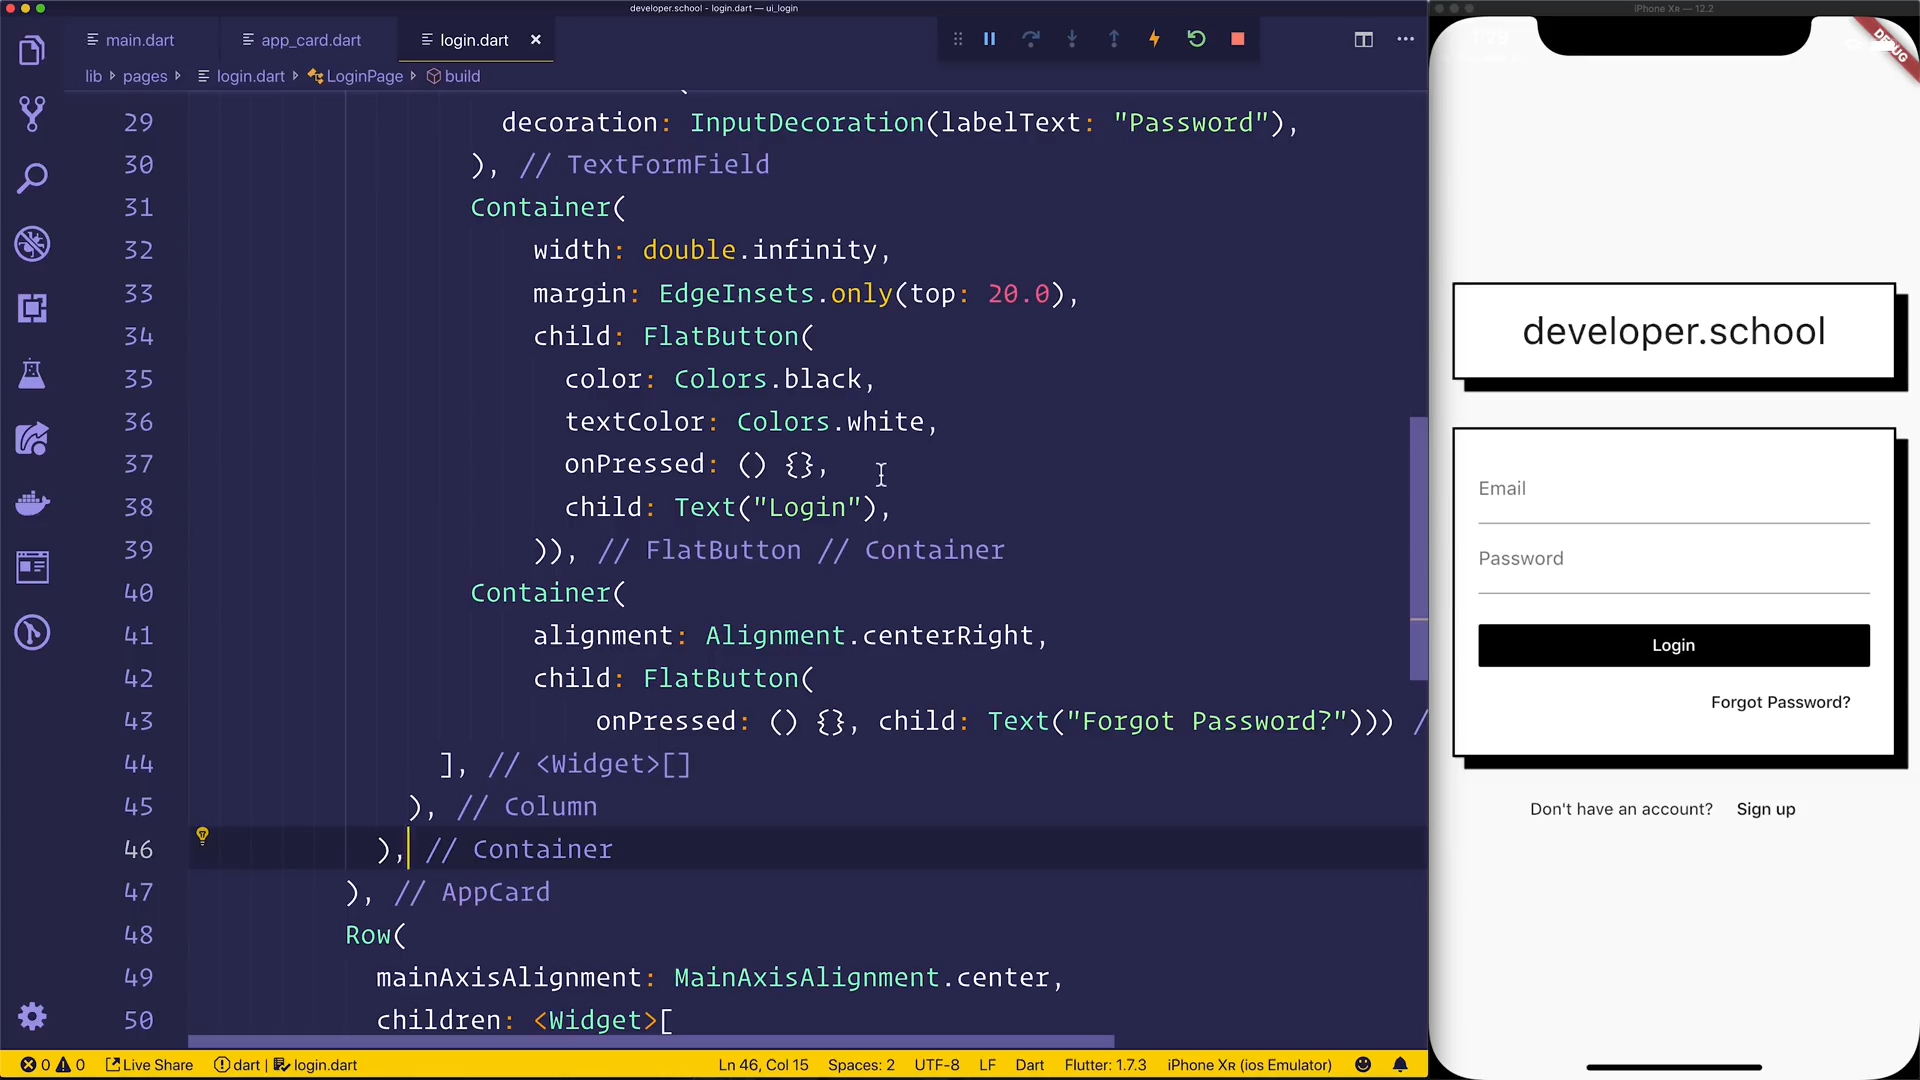 developer.school - login.dart — ui_login
main.dart
app_card.dart
login.dart
lib
pages
login.dart
LoginPage
build
29 decoration: InputDecoration(labelText: "Password"),
30 ), // TextFormField
31 Container(
32 width: double.infinity,
33 margin: EdgeInsets.only(top: 20.0),
34 child: FlatButton(
35 color: Colors.black,
36 textColor: Colors.white,
37 onPressed: () {},
38 child: Text("Login"),
39 )), // FlatButton // Container
40 Container(
41 alignment: Alignment.centerRight,
42 child: FlatButton(
43 onPressed: () {}, child: Text("Forgot Password?"))) /
44 ], // <Widget>[]
45 ), // Column
46 ), // Container
47 ), // AppCard
48 Row(
49 mainAxisAlignment: MainAxisAlignment.center,
50 children: <Widget>[
0 0 Live Share dart | login.dart Ln 46, Col 15 Spaces: 2 UTF-8 LF Dart Flutter: 1.7.3 iPhone Xʀ (ios Emulator)
iPhone Xʀ — 12.2
DEBUG
developer.school
Email
Password
Login
Forgot Password?
Don't have an account? Sign up